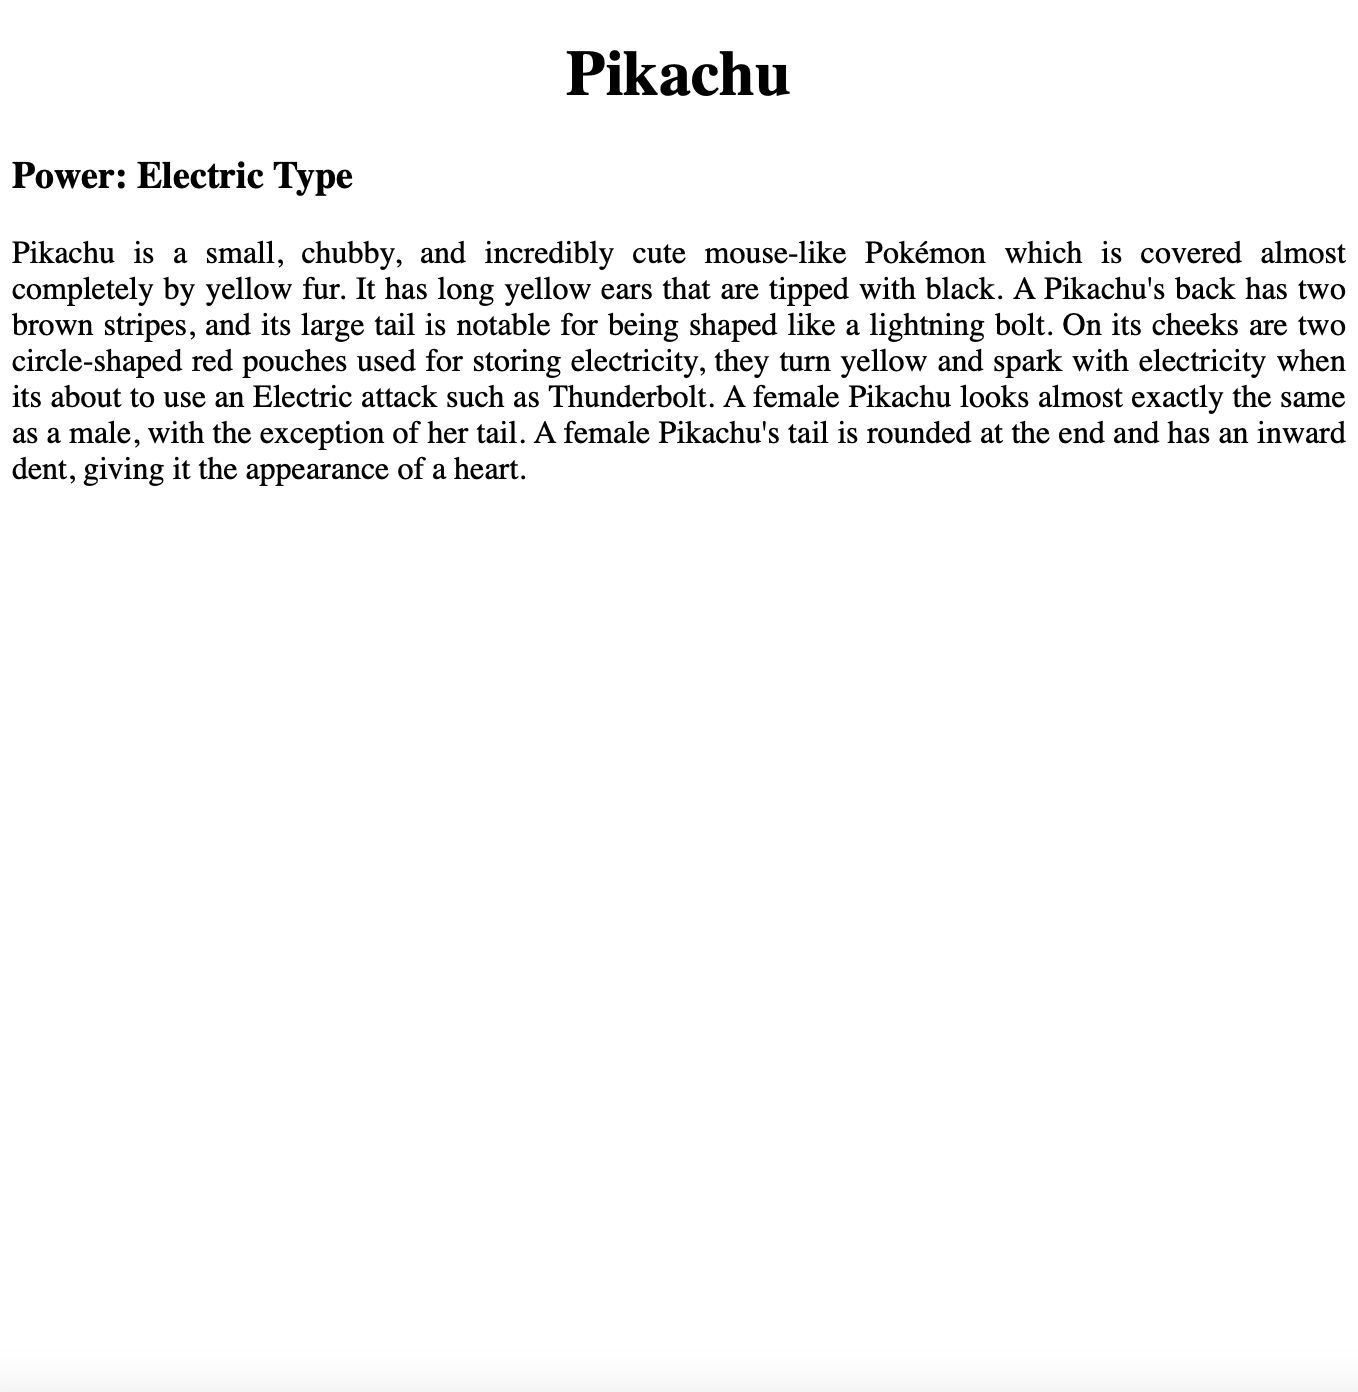 Pikachu
Power: Electric Type
Pikachu is a small, chubby, and incredibly cute mouse-like Pokémon which is covered almost
completely by yellow fur. It has long yellow ears that are tipped with black. A Pikachu's back has two
brown stripes, and its large tail is notable for being shaped like a lightning bolt. On its cheeks are two
circle-shaped red pouches used for storing electricity, they turn yellow and spark with electricity when
its about to use an Electric attack such as Thunderbolt. A female Pikachu looks almost exactly the same
as a male, with the exception of her tail. A female Pikachu's tail is rounded at the end and has an inward
dent, giving it the appearance of a heart.